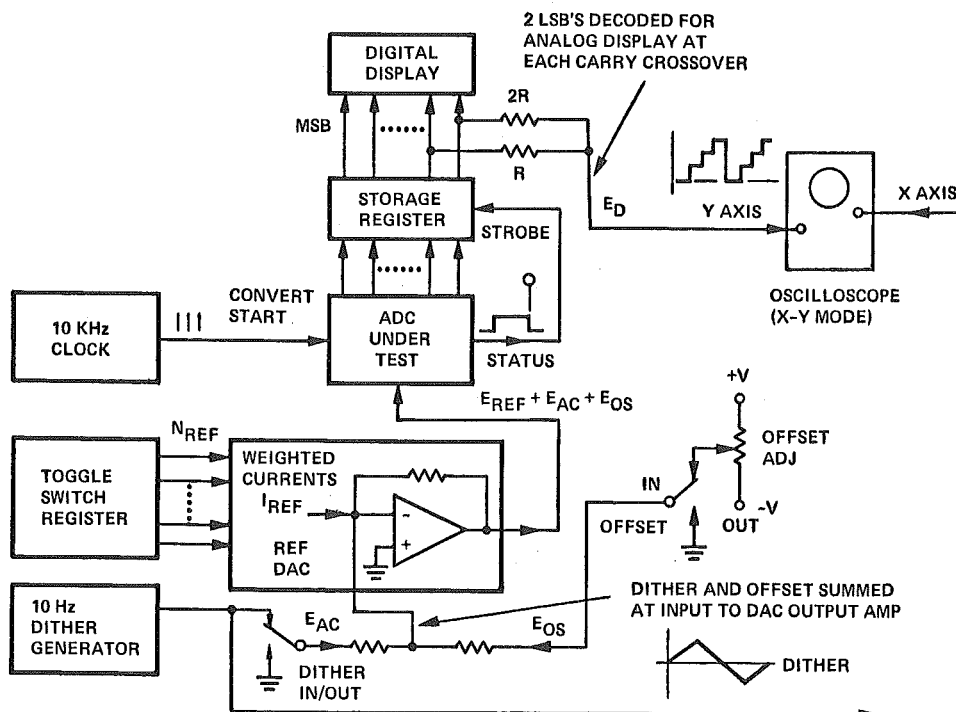 2 LSB'S DECODED FOR
ANALOG DISPLAY AT
EACH CARRY CROSSOVER
DIGITAL
DISPLAY
MSB
2R
R
STORAGE
REGISTER
STROBE
E_D
Y AXIS
X AXIS
OSCILLOSCOPE
(X-Y MODE)
10 KHz
CLOCK
CONVERT
START
ADC
UNDER
TEST
STATUS
E_REF + E_AC + E_OS
+V
OFFSET
ADJ
-V
IN
OFFSET
OUT
TOGGLE
SWITCH
REGISTER
N_REF
WEIGHTED
CURRENTS
I_REF
REF
DAC
-
+
10 Hz
DITHER
GENERATOR
E_AC
DITHER
IN/OUT
E_OS
DITHER AND OFFSET SUMMED
AT INPUT TO DAC OUTPUT AMP
DITHER